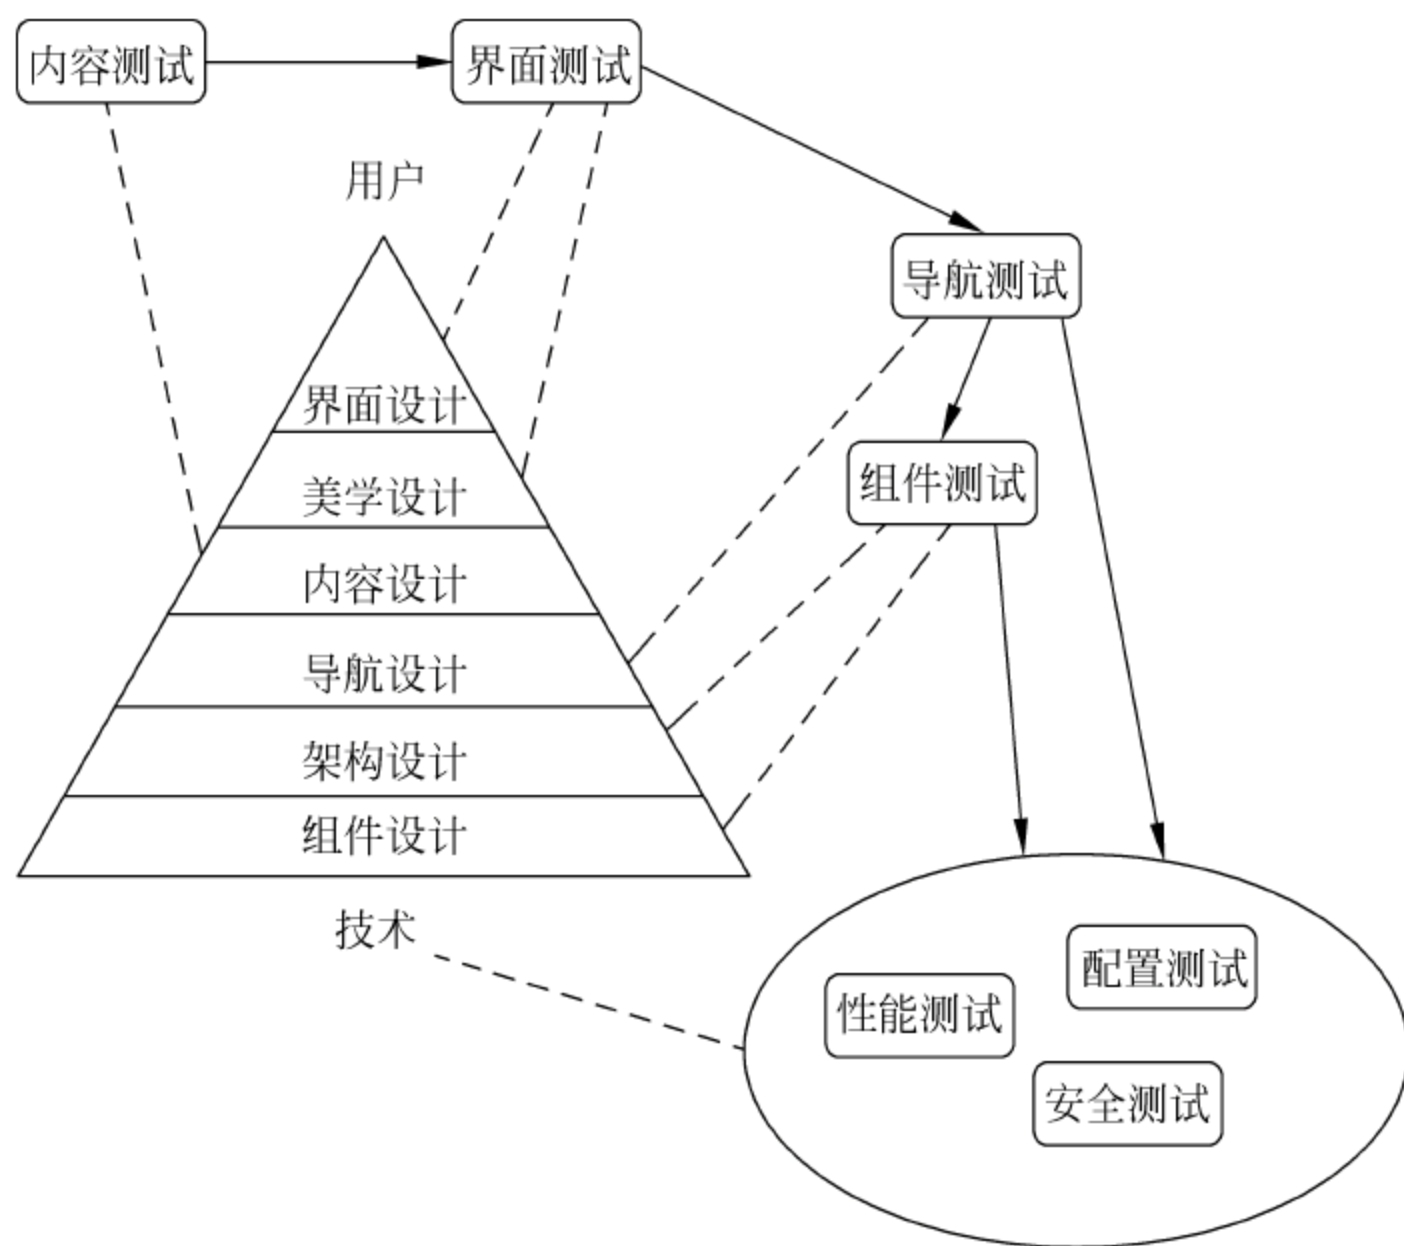 内容测试
界面测试
用户
导航测试
界面设计
组件测试
美学设计
内容设计
导航设计
架构设计
组件设计
技术
配置测试
性能测试
安全测试